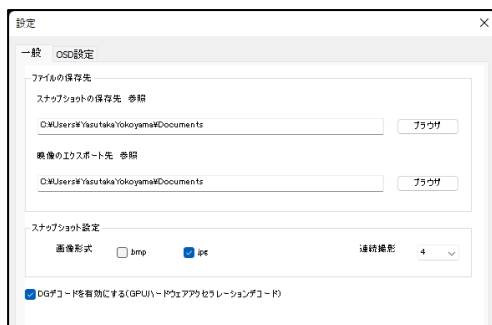 設定
一般 OSD設定
ファイルの保存先
スナップショットの保存先 参照
C:¥Users¥YasutakaYokoyama¥Documents ブラウザ
映像のエクスポート先 参照
C:¥Users¥YasutakaYokoyama¥Documents ブラウザ
スナップショット設定
画像形式 bmp jpg 連続撮影 4
DGデコードを有効にする(GPUハードウェアアクセラレーションデコード)